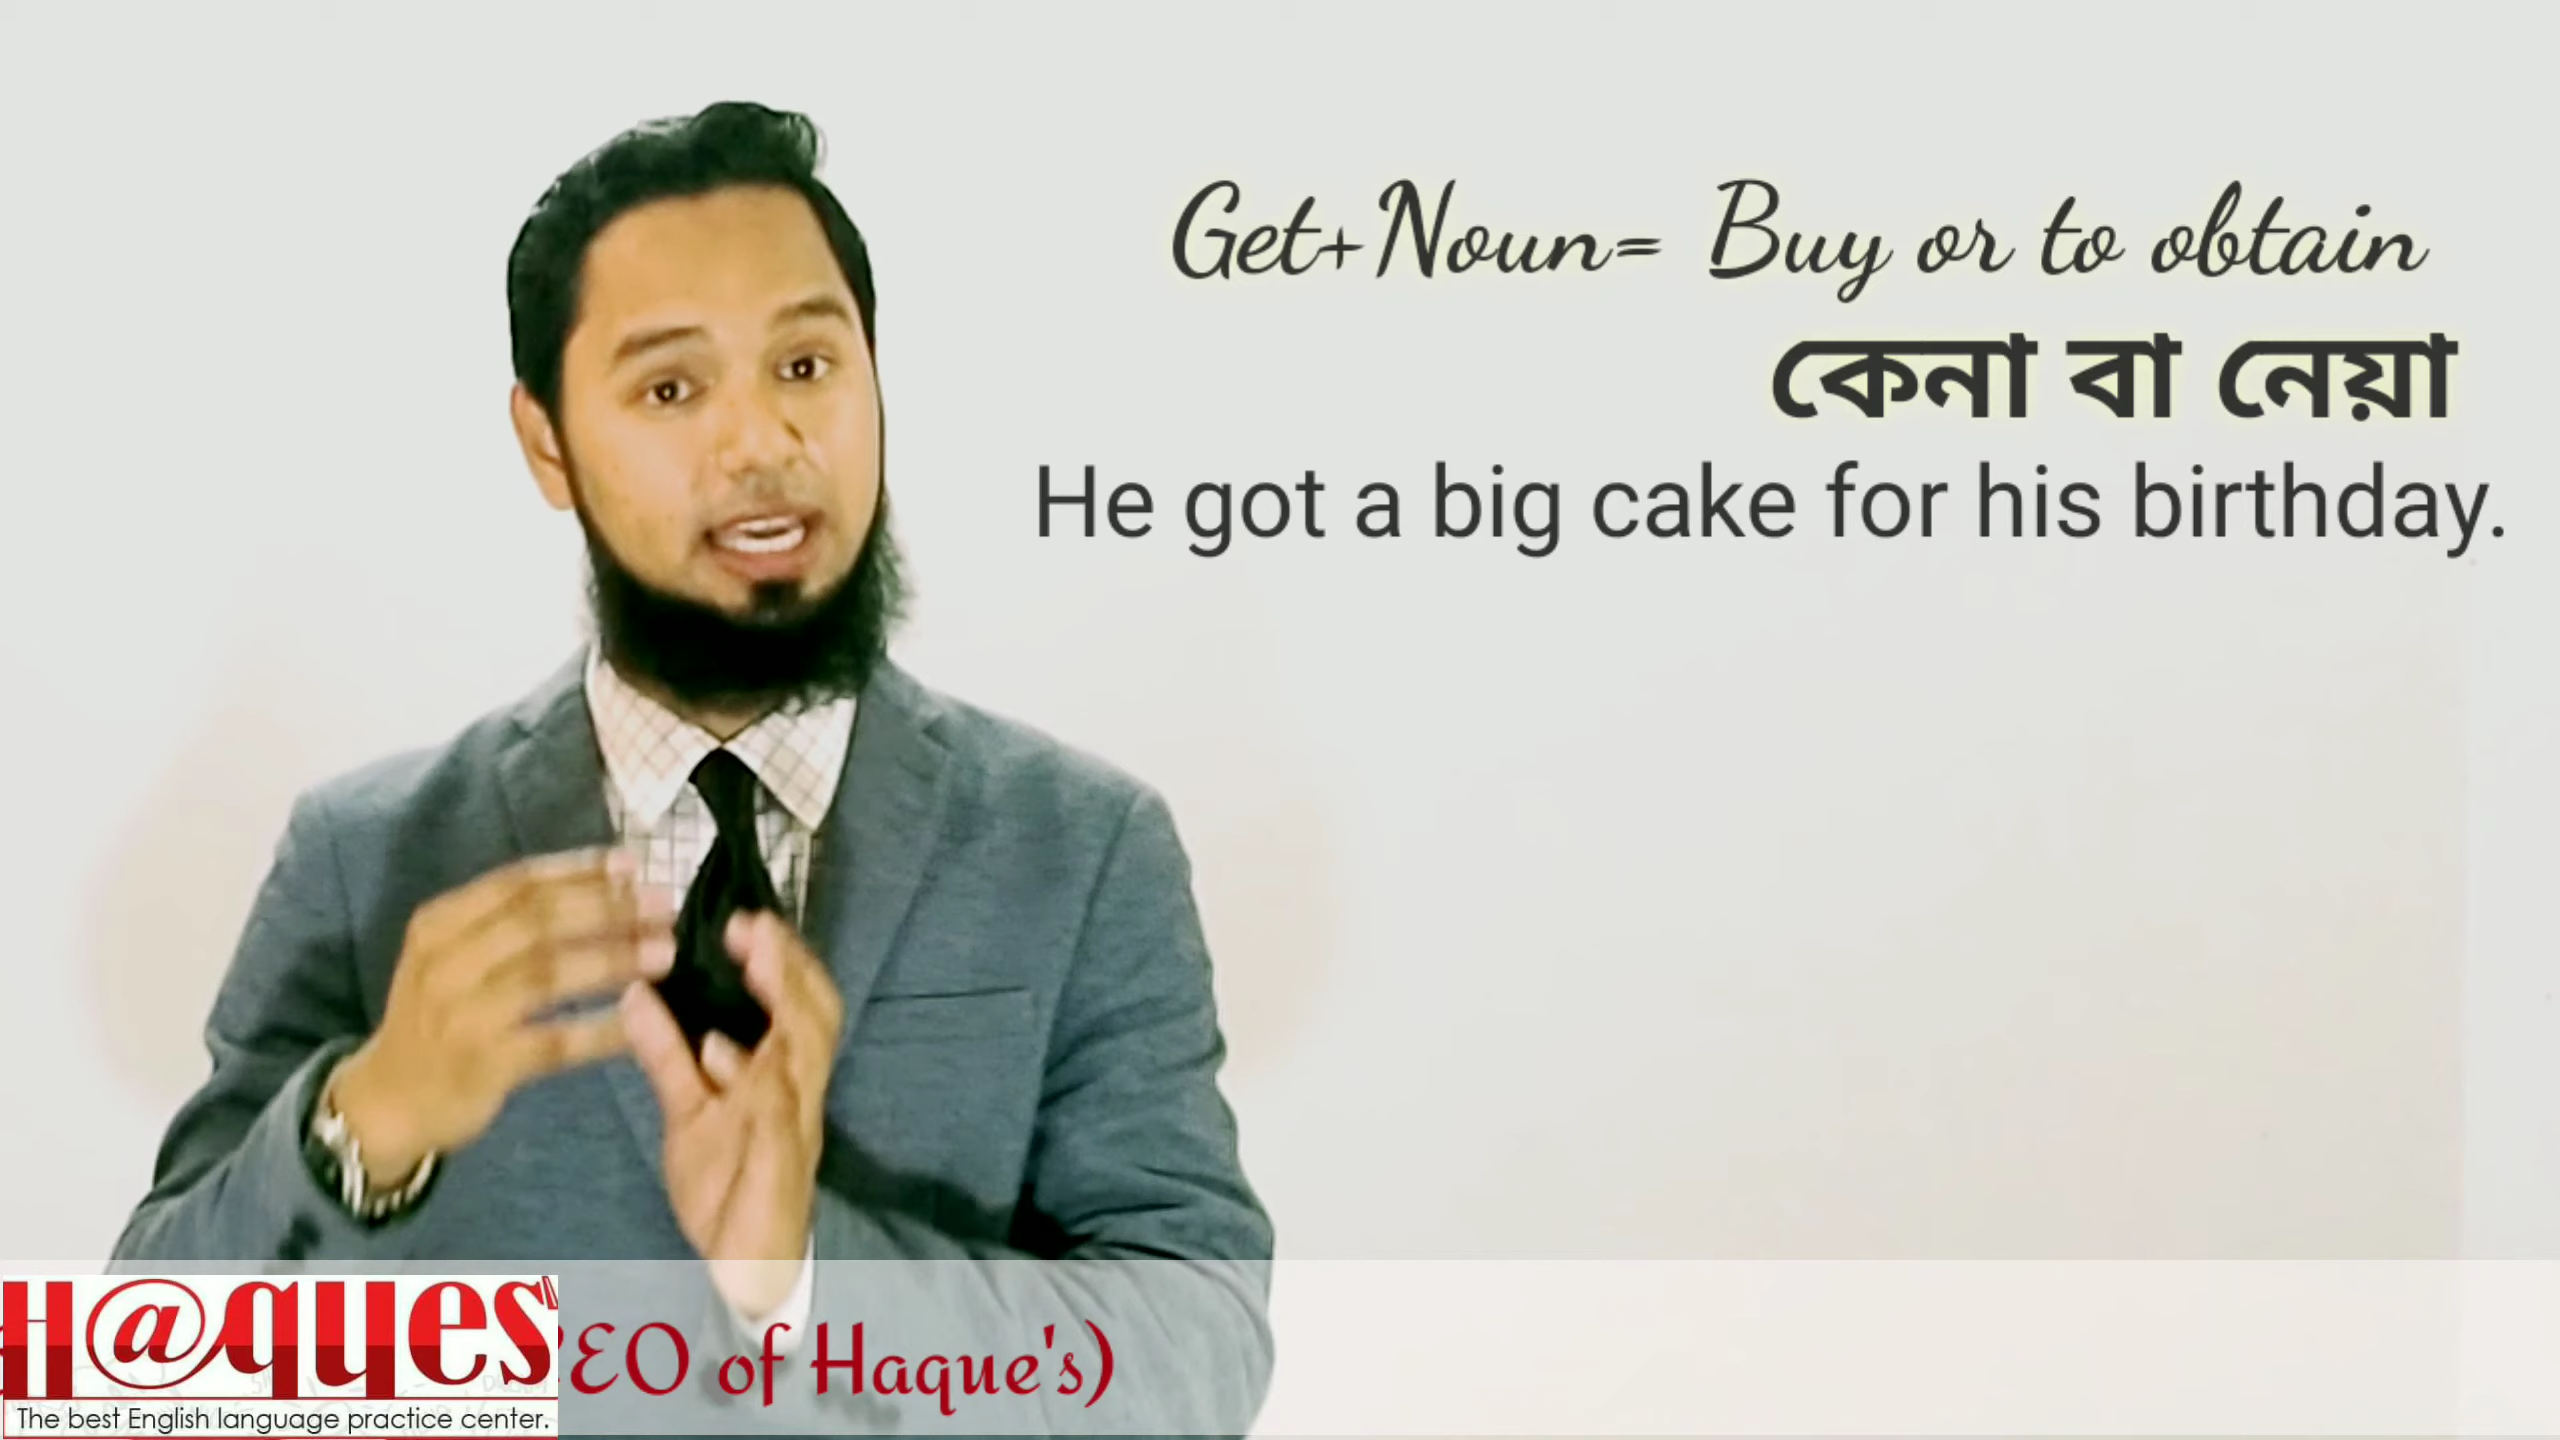 Get+Noun= Buy or to obtain
কেনা বা নেয়া
He got a big cake for his birthday.
H@ques'
EO of Haque's)
The best English language practice center.